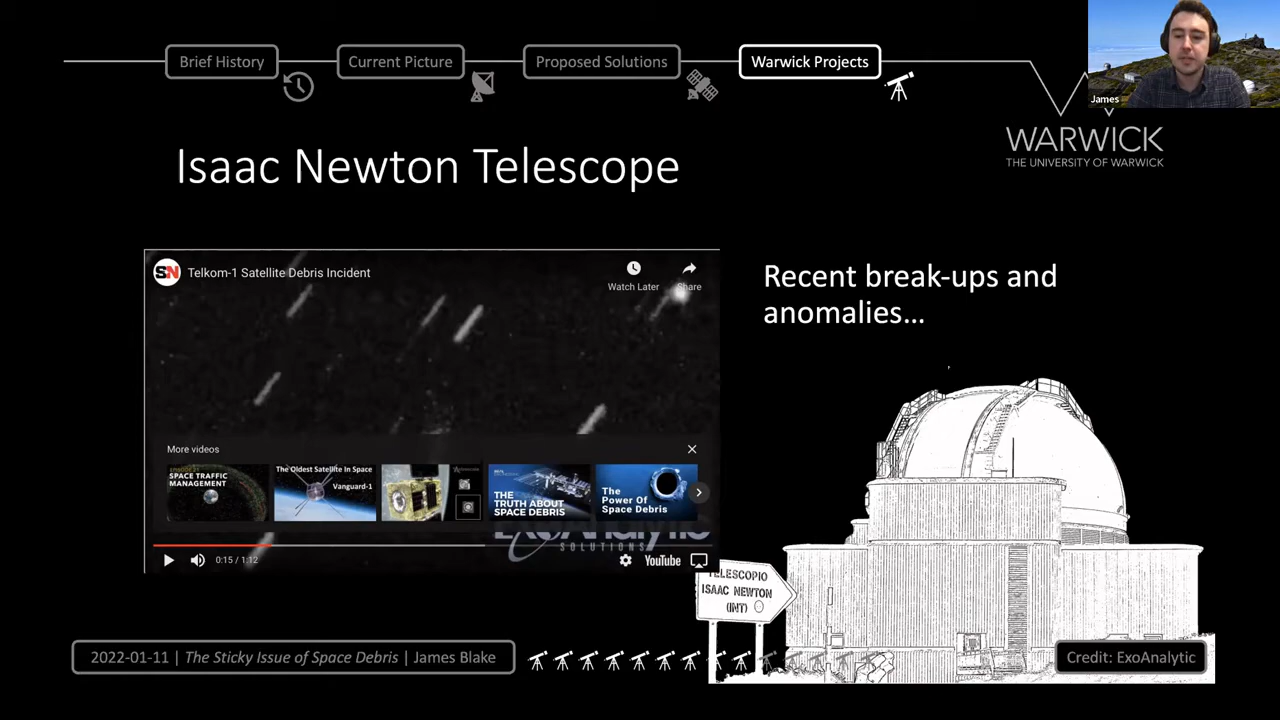 Brief History
Current Picture
Proposed Solutions
Warwick Projects
James
WARWICK
THE UNIVERSITY OF WARWICK
Isaac Newton Telescope
SN
Telkom-1 Satellite Debris Incident
Watch Later
Share
Recent break-ups and
anomalies...
More videos
SPACE TRAFFIC
MANAGEMENT
The Oldest Satellite In Space
Vanguard-1
THE
TRUTH ABOUT
SPACE DEBRIS
The
Power Of
Space Debris
ExoAnalytic
SOLUTIONS
0:15 / 1:12
YouTube
TELESCOPIO
ISAAC NEWTON
(INT)
2022-01-11 | The Sticky Issue of Space Debris | James Blake
Credit: ExoAnalytic